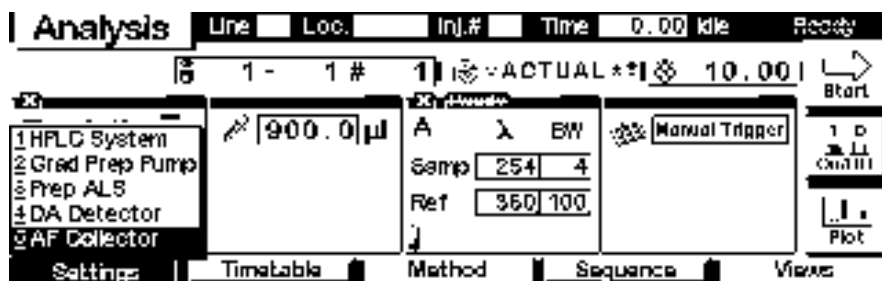 Analysis Line Loc. Inj.# Time 0.00 Idle Ready
1 - 1 # 1 ACTUAL ** 10.00
Start
1 HPLC System
2 Grad Prep Pump
3 Prep ALS
4 DA Detector
AF Collector
900.0 µl
A λ BW
Samp 254 4
Ref 360 100
Manual Trigger
Plot
Settings Timetable Method Sequence Views